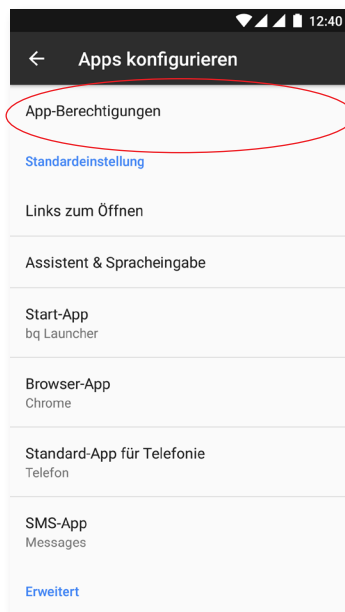 12:40
Apps konfigurieren
App-Berechtigungen
Standardeinstellung
Links zum Öffnen
Assistent & Spracheingabe
Start-App
bq Launcher
Browser-App
Chrome
Standard-App für Telefonie
Telefon
SMS-App
Messages
Erweitert